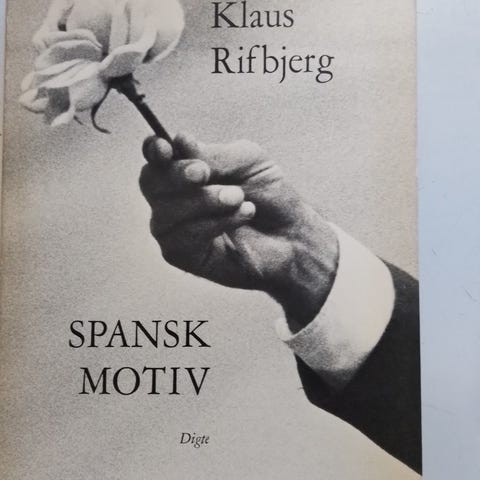 Klaus
Rifbjerg
SPANSK
MOTIV
Digte